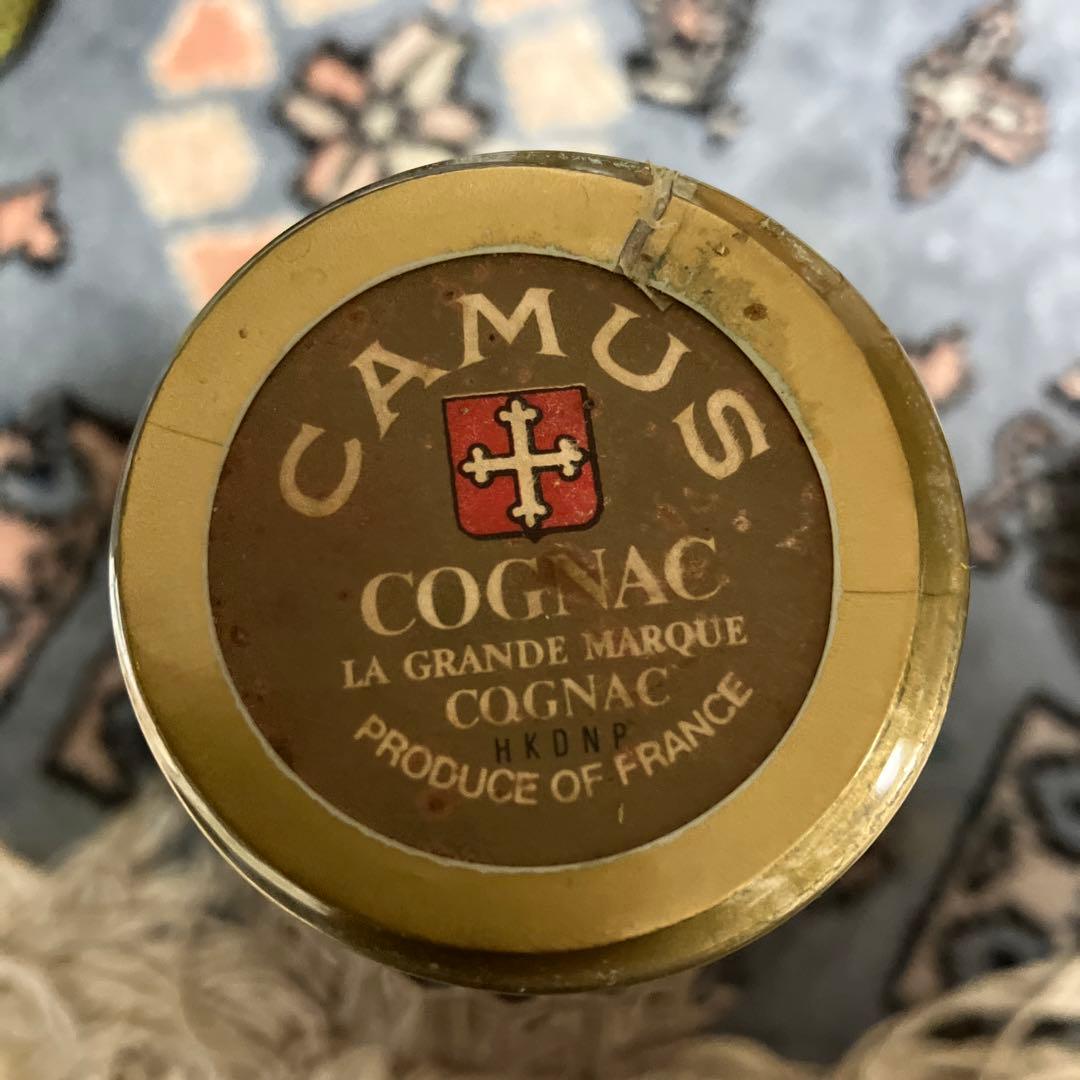 CAMUS
COGNAC
LA GRANDE MARQUE
COGNAC
HKDNP
PRODUCE OF FRANCE